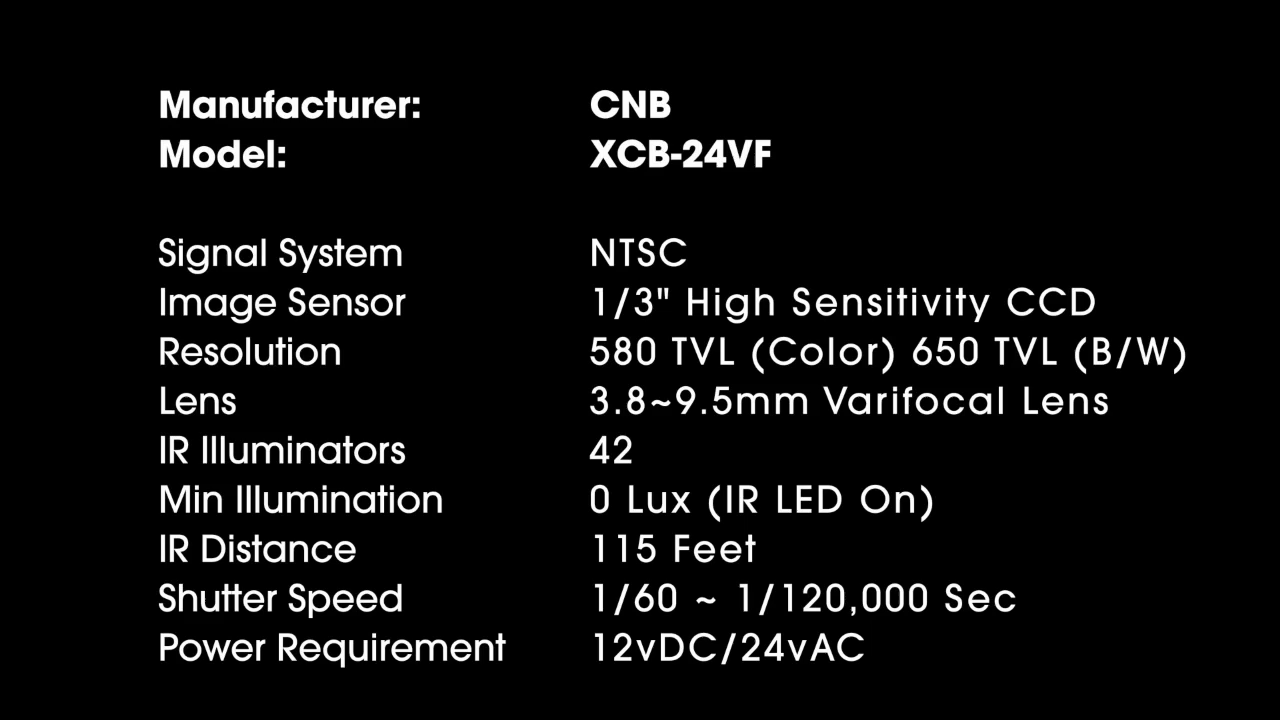 Manufacturer: CNB
Model: XCB-24VF
Signal System NTSC
Image Sensor 1/3" High Sensitivity CCD
Resolution 580 TVL (Color) 650 TVL (B/W)
Lens 3.8~9.5mm Varifocal Lens
IR Illuminators 42
Min Illumination 0 Lux (IR LED On)
IR Distance 115 Feet
Shutter Speed 1/60 ~ 1/120,000 Sec
Power Requirement 12vDC/24vAC